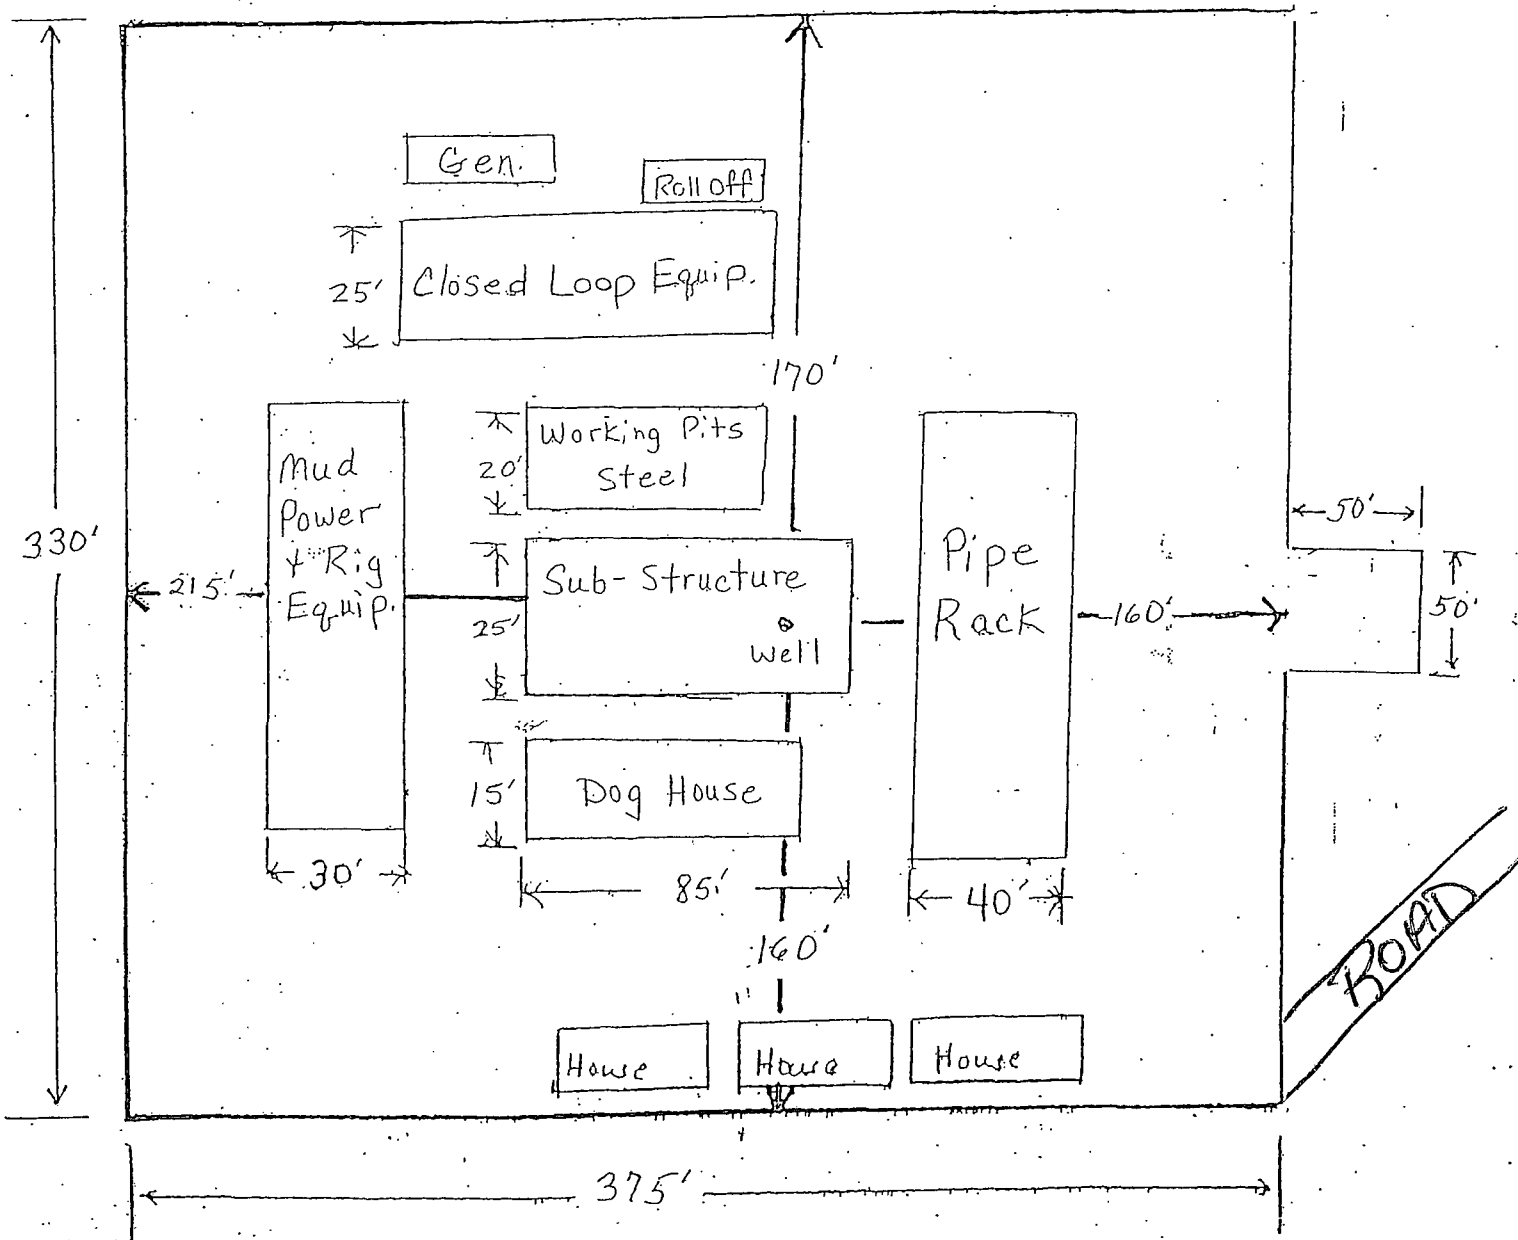 Gen.
Roll off
25'
Closed Loop Equip.
170'
Working Pits
Steel
20'
Mud
Power
+ Rig
Equip.
50'
330'
215'
Sub-Structure
25'
Well
Pipe
Rack
160'
50'
15'
Dog House
30'
85'
40'
ROAD
160'
House
House
House
375'